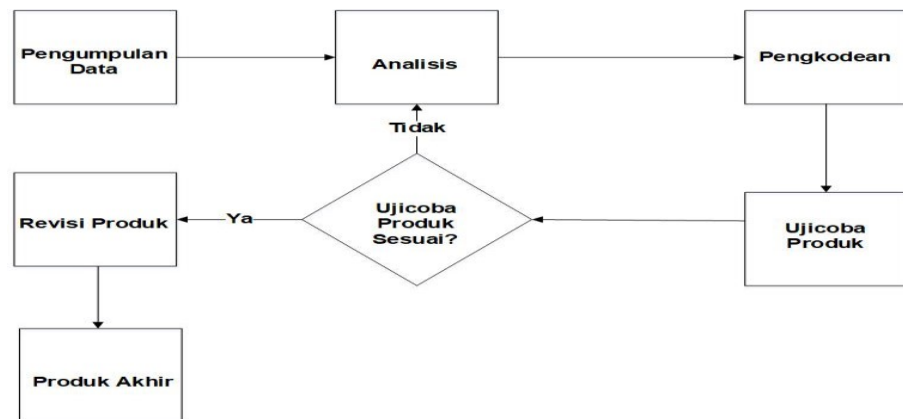 Pengumpulan
Data
Analisis
Pengkodean
Tidak
Revisi Produk
Ya
Ujicoba
Produk
Sesuai?
Ujicoba
Produk
Produk Akhir